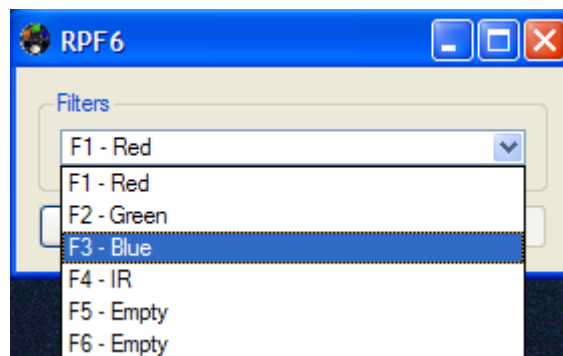 RPF6
Filters
F1 - Red
F1 - Red
F2 - Green
F3 - Blue
F4 - IR
F5 - Empty
F6 - Empty